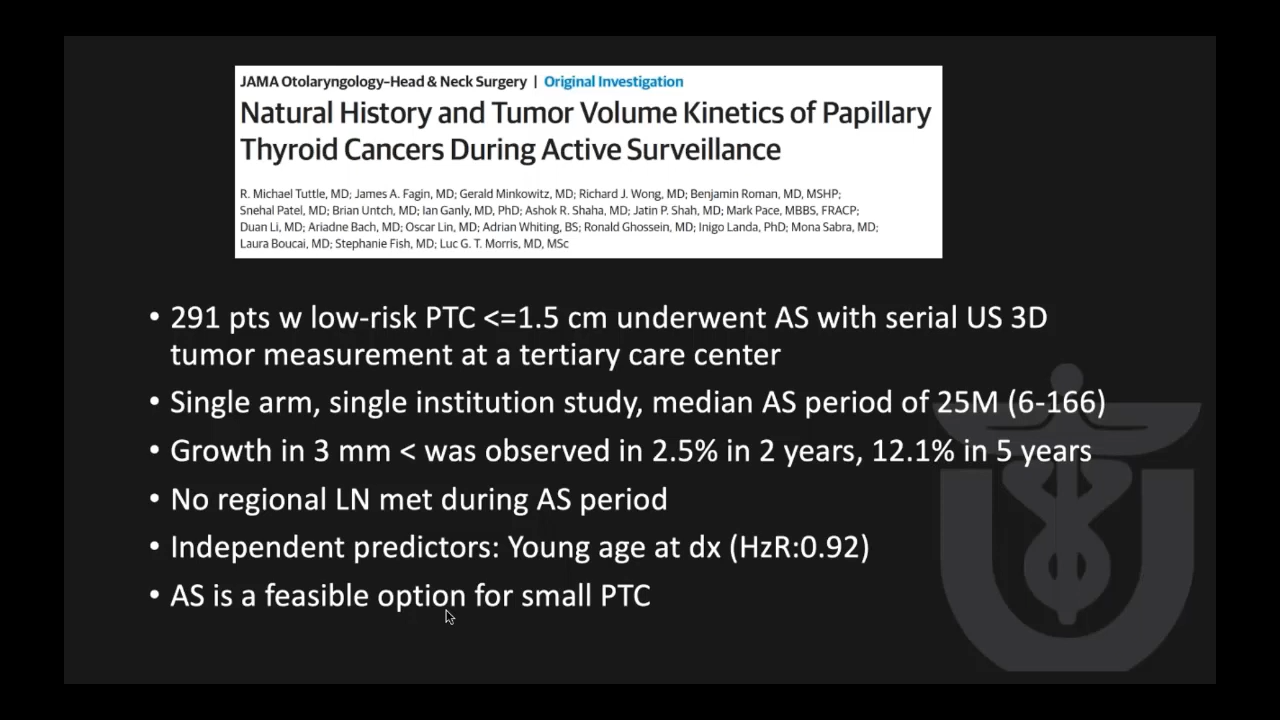 JAMA Otolaryngology–Head & Neck Surgery | Original Investigation
Natural History and Tumor Volume Kinetics of Papillary
Thyroid Cancers During Active Surveillance
R. Michael Tuttle, MD; James A. Fagin, MD; Gerald Minkowitz, MD; Richard J. Wong, MD; Benjamin Roman, MD, MSHP;
Snehal Patel, MD; Brian Untch, MD; Ian Ganly, MD, PhD; Ashok R. Shaha, MD; Jatin P. Shah, MD; Mark Pace, MBBS, FRACP;
Duan Li, MD; Ariadne Bach, MD; Oscar Lin, MD; Adrian Whiting, BS; Ronald Ghossein, MD; Inigo Landa, PhD; Mona Sabra, MD;
Laura Boucai, MD; Stephanie Fish, MD; Luc G. T. Morris, MD, MSc
• 291 pts w low-risk PTC <=1.5 cm underwent AS with serial US 3D
tumor measurement at a tertiary care center
• Single arm, single institution study, median AS period of 25M (6-166)
• Growth in 3 mm < was observed in 2.5% in 2 years, 12.1% in 5 years
• No regional LN met during AS period
• Independent predictors: Young age at dx (HzR:0.92)
• AS is a feasible option for small PTC